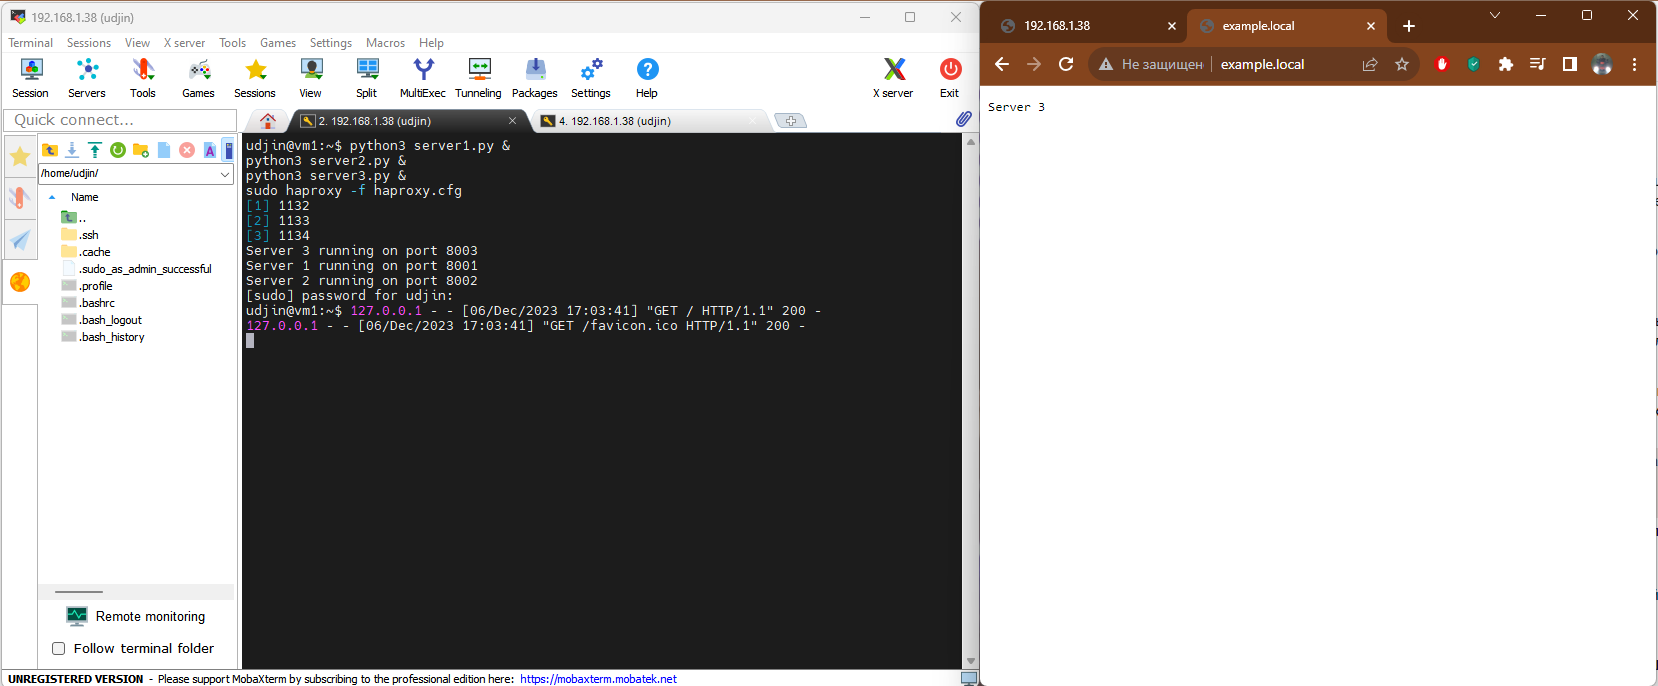 192.168.1.38 (udjin)
Terminal Sessions View X server Tools Games Settings Macros Help
Session Servers Tools Games Sessions View Split MultiExec Tunneling Packages Settings Help X server Exit
Quick connect...
2. 192.168.1.38 (udjin)
4. 192.168.1.38 (udjin)
/home/udjin/
Name
..
.ssh
.cache
.sudo_as_admin_successful
.profile
.bashrc
.bash_logout
.bash_history
Remote monitoring
Follow terminal folder
udjin@vm1:~$ python3 server1.py &
python3 server2.py &
python3 server3.py &
sudo haproxy -f haproxy.cfg
[1] 1132
[2] 1133
[3] 1134
Server 3 running on port 8003
Server 1 running on port 8001
Server 2 running on port 8002
[sudo] password for udjin:
udjin@vm1:~$ 127.0.0.1 - - [06/Dec/2023 17:03:41] "GET / HTTP/1.1" 200 -
127.0.0.1 - - [06/Dec/2023 17:03:41] "GET /favicon.ico HTTP/1.1" 200 -
UNREGISTERED VERSION - Please support MobaXterm by subscribing to the professional edition here: https://mobaxterm.mobatek.net
192.168.1.38
example.local
Не защищен
example.local
Server 3